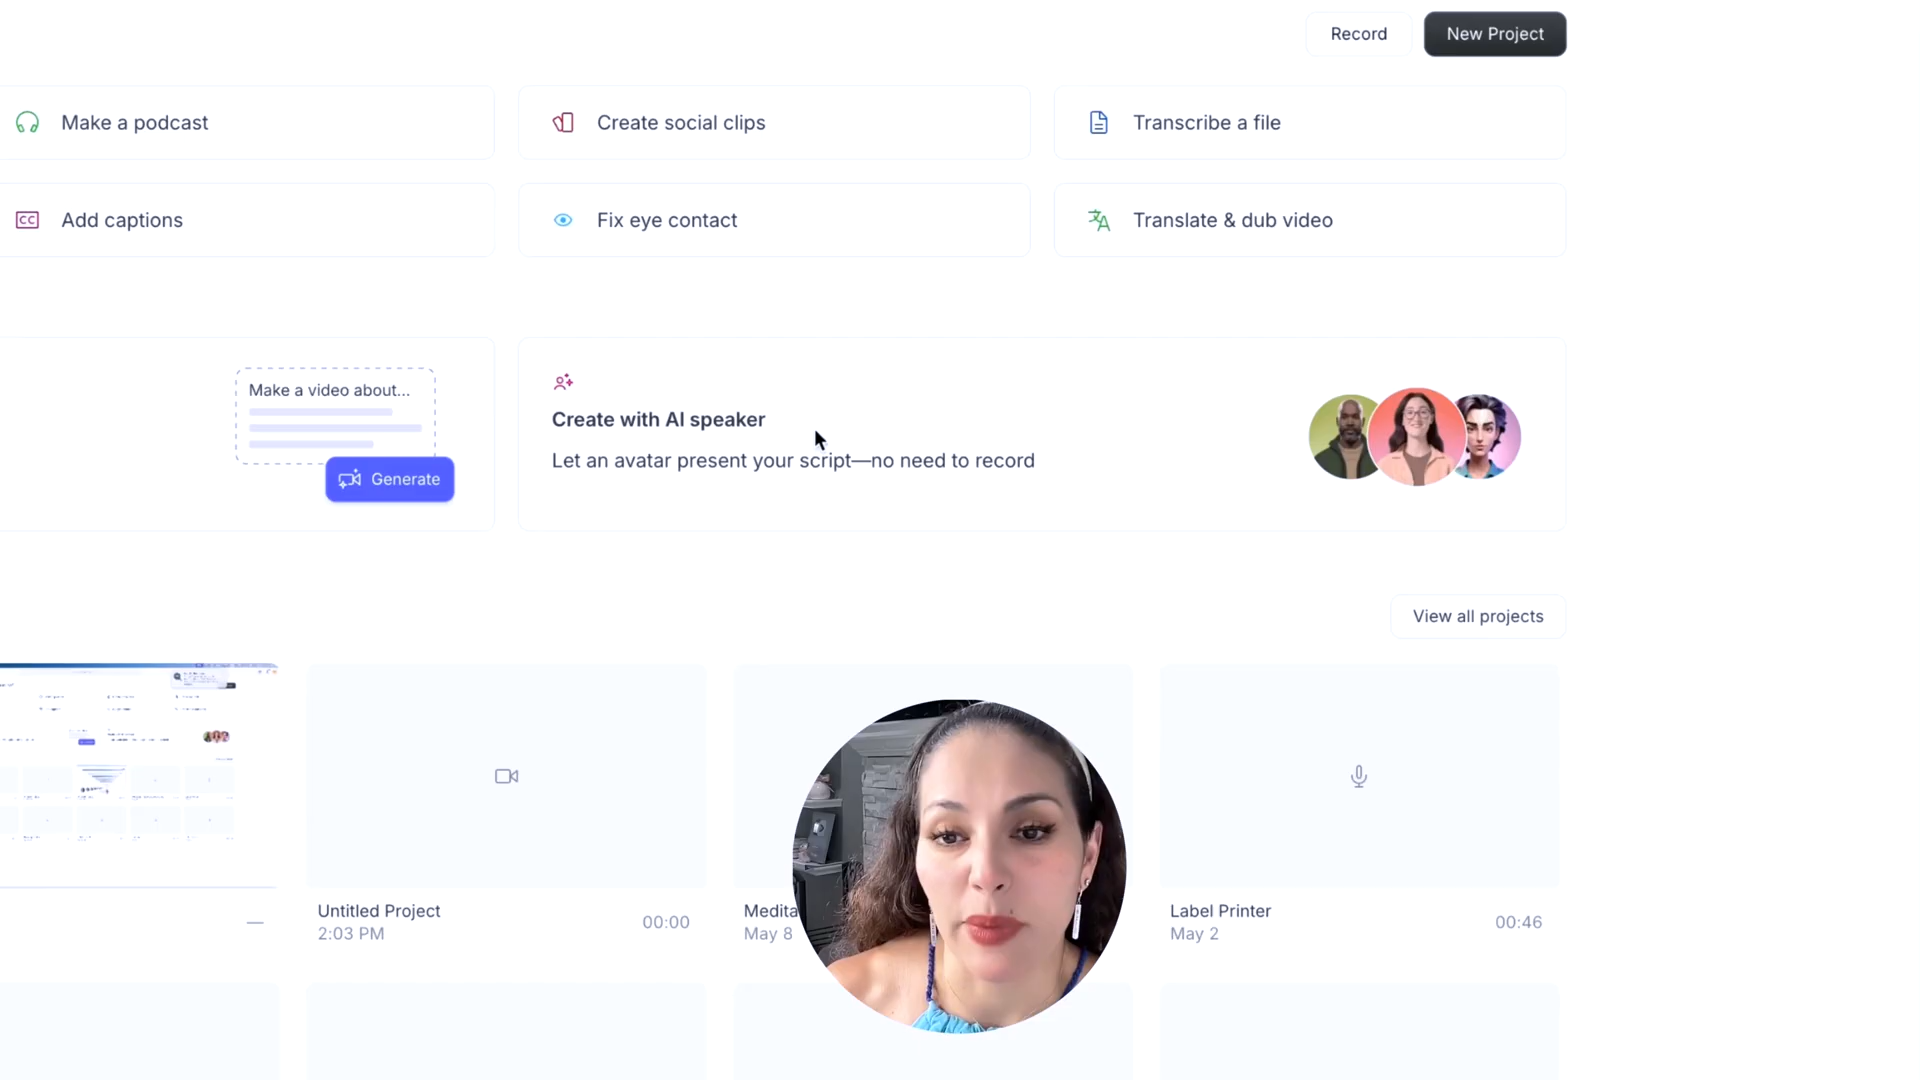 Record
New Project
Make a podcast
Create social clips
Transcribe a file
CC
Add captions
Fix eye contact
Translate & dub video
Make a video about...
Generate
Create with AI speaker
Let an avatar present your script—no need to record
View all projects
Untitled Project
00:00
2:03 PM
Medita
May 8
Label Printer
00:46
May 2